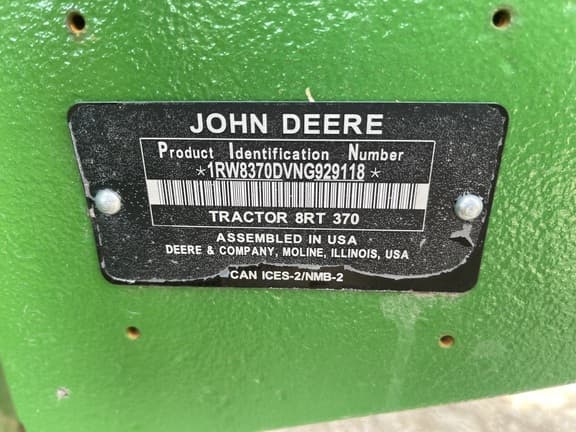 JOHN DEERE
Product Identification Number
*1RW8370DVNG929118*
TRACTOR 8RT 370
ASSEMBLED IN USA
DEERE & COMPANY, MOLINE, ILLINOIS, USA
CAN ICES-2/NMB-2